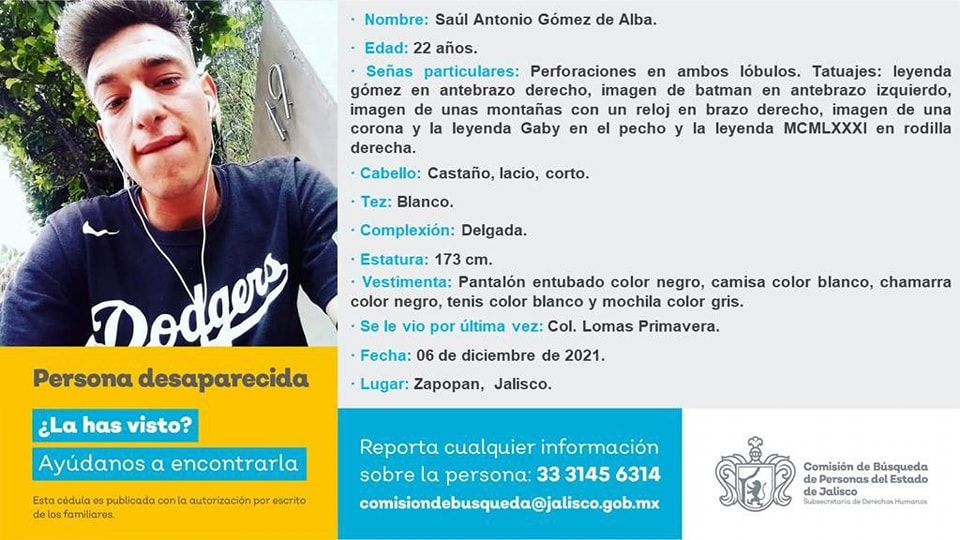 19
Dodgers
· Nombre: Saúl Antonio Gómez de Alba.
· Edad: 22 años.
· Señas particulares: Perforaciones en ambos lóbulos. Tatuajes: leyenda
gómez en antebrazo derecho, imagen de batman en antebrazo izquierdo,
imagen de unas montañas con un reloj en brazo derecho, imagen de una
corona y la leyenda Gaby en el pecho y la leyenda MCMLXXXI en rodilla
derecha.
· Cabello: Castaño, lacio, corto.
· Tez: Blanco.
· Complexión: Delgada.
· Estatura: 173 cm.
· Vestimenta: Pantalón entubado color negro, camisa color blanco, chamarra
color negro, tenis color blanco y mochila color gris.
· Se le vio por última vez: Col. Lomas Primavera.
· Fecha: 06 de diciembre de 2021.
· Lugar: Zapopan, Jalisco.
Persona desaparecida
¿La has visto?
Ayúdanos a encontrarla
Esta cédula es publicada con la autorización por escrito
de los familiares.
Reporta cualquier información
sobre la persona: 33 3145 6314
comisiondebusqueda@jalisco.gob.mx
Comisión de Búsqueda
de Personas del Estado
de Jalisco
Subsecretaría de Derechos Humanos